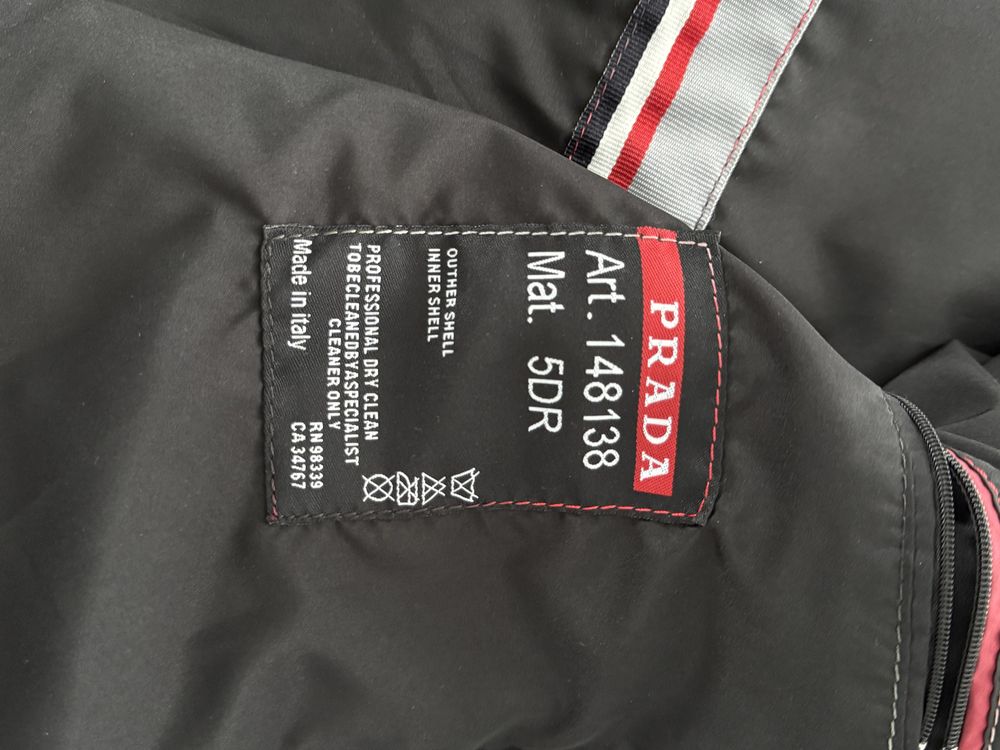 PRADA
Art. 148138
Mat. 5DR
OUTHER SHELL
INNER SHELL
PROFESSIONAL DRY CLEAN
TOBECLEANEDBYASPECIALIST
CLEANER ONLY
RN 98339
Made in italy CA 34767